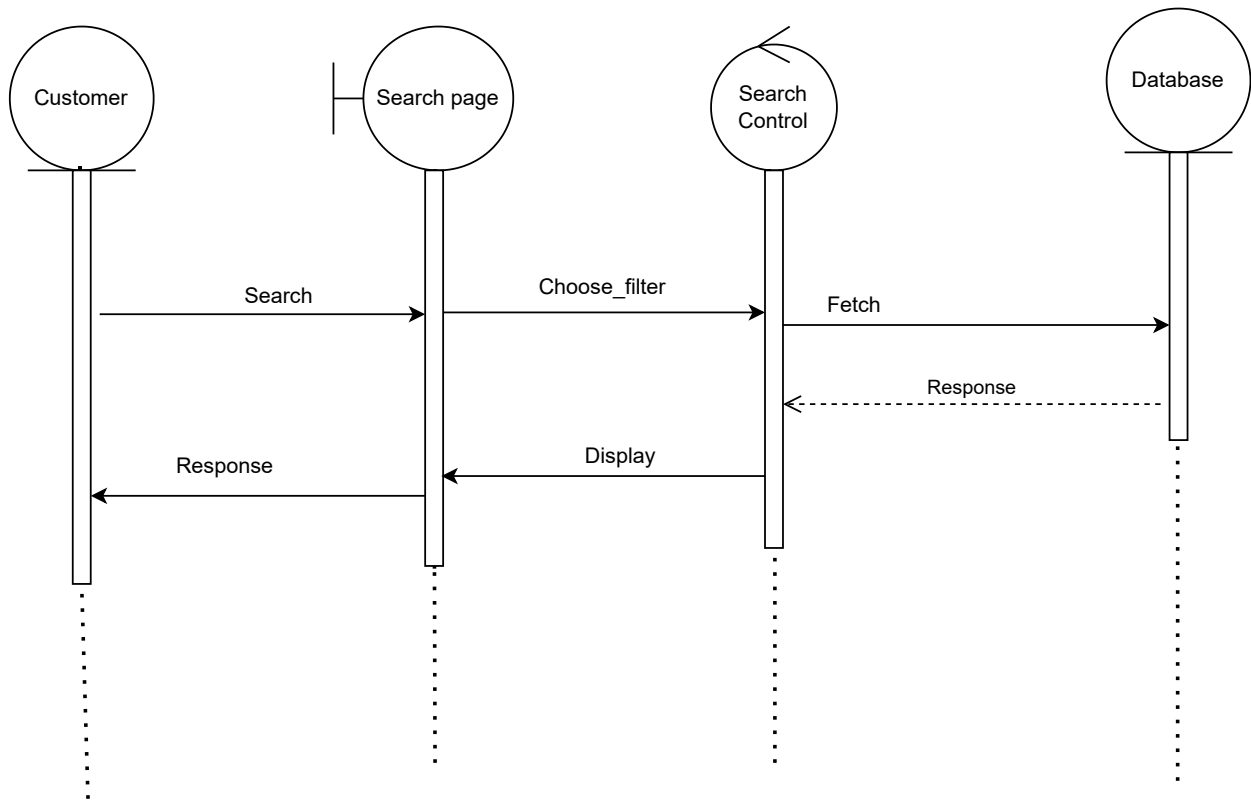 Customer
Search page
Search
Control
Database
Search
Choose_filter
Fetch
Response
Display
Response